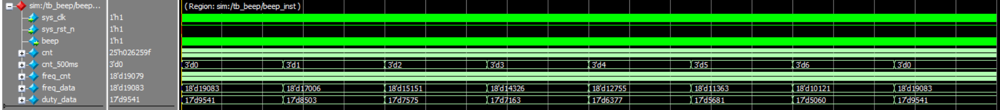 sim:/tb_beep/beep... (Region: sim:/tb_beep/beep_inst )
sys_clk 1'h1
sys_rst_n 1'h1
beep 1'h1
cnt 25'h026259f
cnt_500ms 3'd0 3'd0 3'd1 3'd2 3'd3 3'd4 3'd5 3'd6 3'd0
freq_cnt 18'd19079
freq_data 18'd19083 18'd19083 18'd17006 18'd15151 18'd14326 18'd12755 18'd11363 18'd10121 18'd19083
duty_data 17'd9541 17'd9541 17'd8503 17'd7575 17'd7163 17'd6377 17'd5681 17'd5060 17'd9541